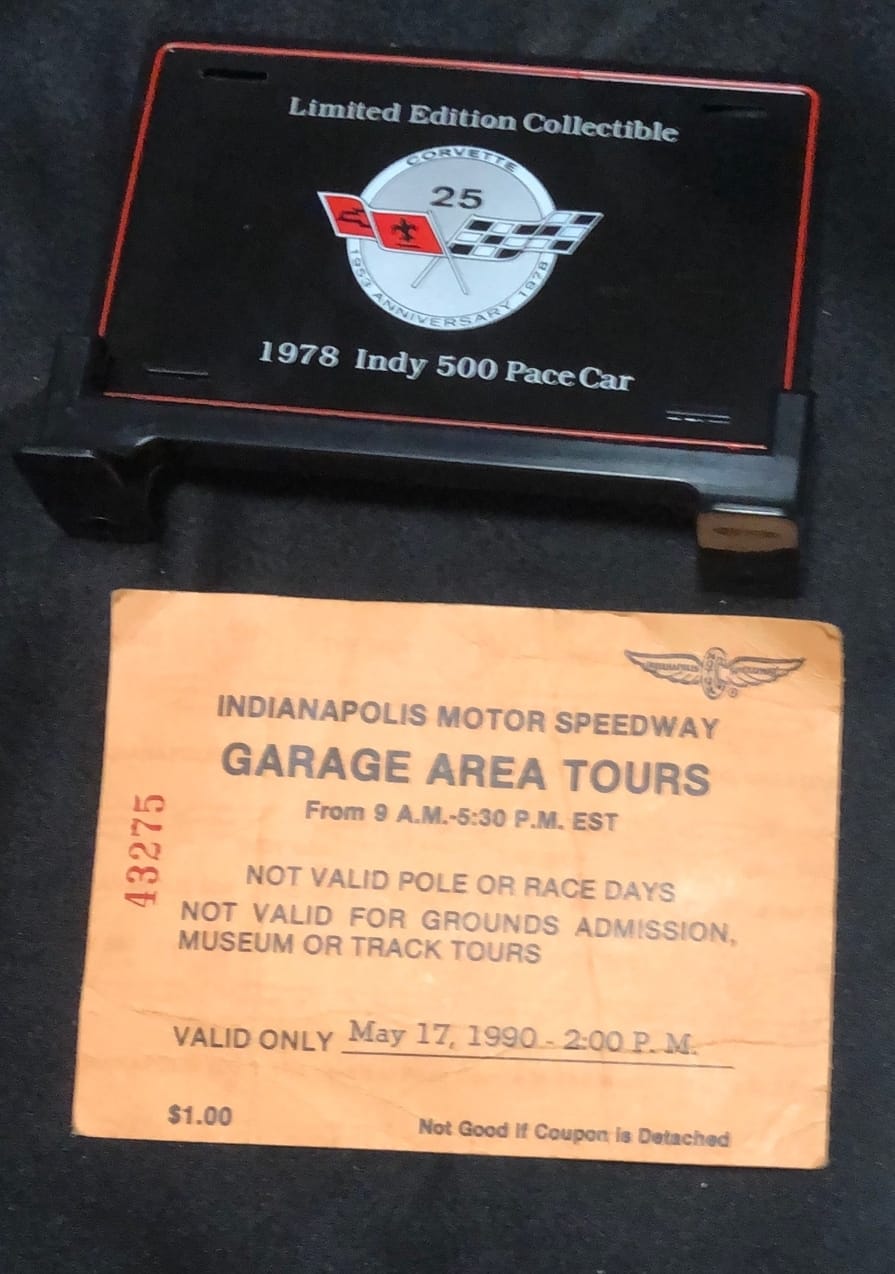 Limited Edition Collectible
CORVETTE
25
1953 ANNIVERSARY 1978
1978 Indy 500 Pace Car
INDIANAPOLIS MOTOR SPEEDWAY
GARAGE AREA TOURS
From 9 A.M.-5:30 P.M. EST
43275
NOT VALID POLE OR RACE DAYS
NOT VALID FOR GROUNDS ADMISSION,
MUSEUM OR TRACK TOURS
VALID ONLY May 17, 1990 - 2:00 P. M.
$1.00
Not Good If Coupon is Detached